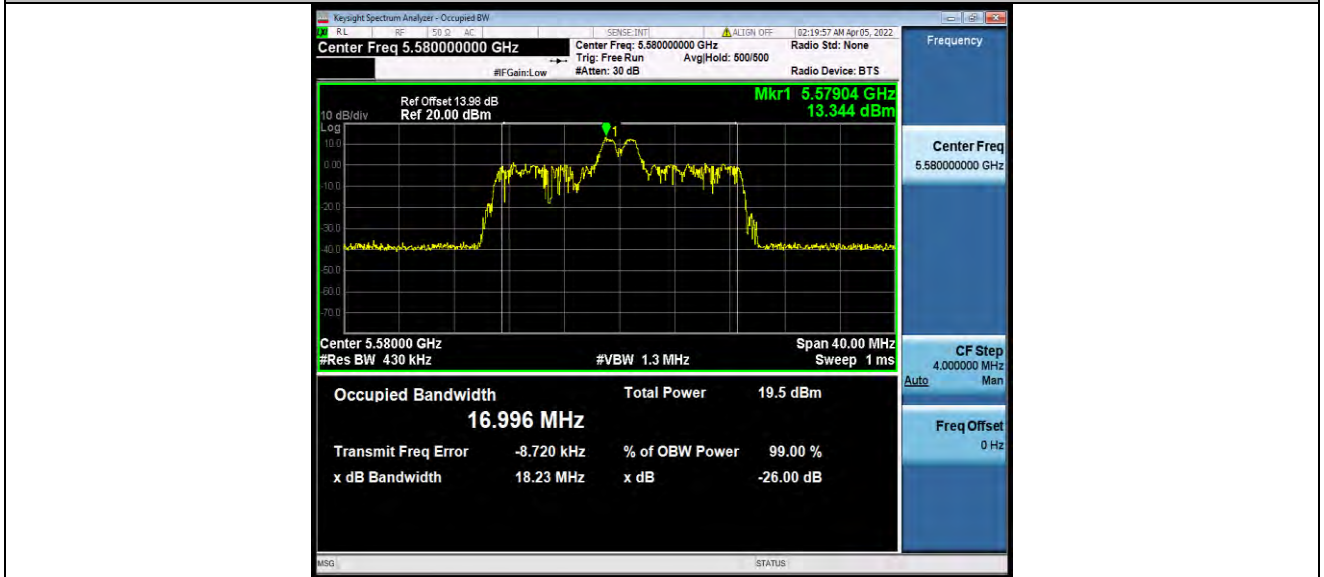 Keysight Spectrum Analyzer - Occupied BW
RL RF 50 Ω AC SENSE:INT ALIGN OFF 02:19:57 AM Apr 05, 2022
Center Freq 5.580000000 GHz
Center Freq: 5.580000000 GHz Radio Std: None
Trig: Free Run Avg|Hold: 500/500
#IFGain:Low #Atten: 30 dB Radio Device: BTS
Frequency
Mkr1 5.57904 GHz
13.344 dBm
Ref Offset 13.98 dB
10 dB/div Ref 20.00 dBm
Log
1
10.0
0.00
-10.0
-20.0
-30.0
-40.0
-50.0
-60.0
-70.0
Center 5.58000 GHz Span 40.00 MHz
#Res BW 430 kHz #VBW 1.3 MHz Sweep 1 ms
Center Freq
5.580000000 GHz
CF Step
4.000000 MHz
Auto Man
Freq Offset
0 Hz
Occupied Bandwidth Total Power 19.5 dBm
16.996 MHz
Transmit Freq Error -8.720 kHz % of OBW Power 99.00 %
x dB Bandwidth 18.23 MHz x dB -26.00 dB
MSG STATUS